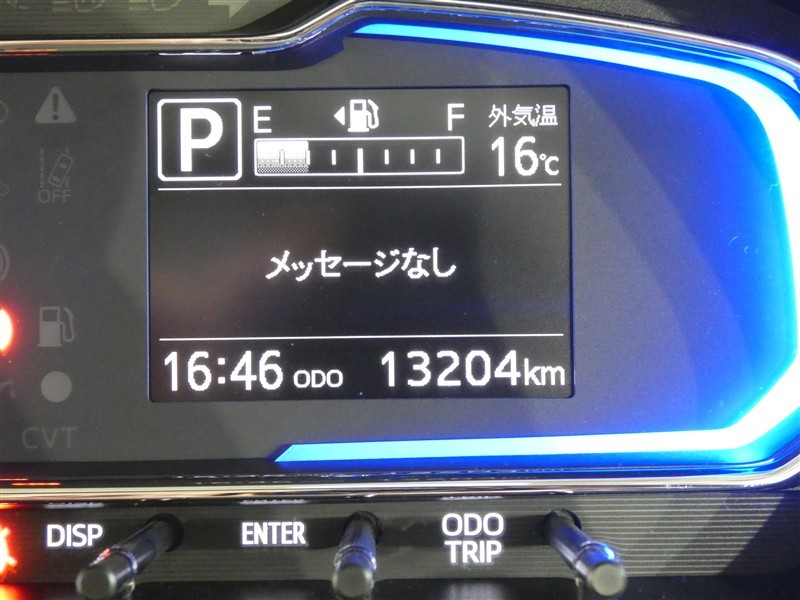 P E F 外気温
16℃
OFF
メッセージなし
16:46 ODO 13204km
CVT
DISP ENTER ODO
TRIP